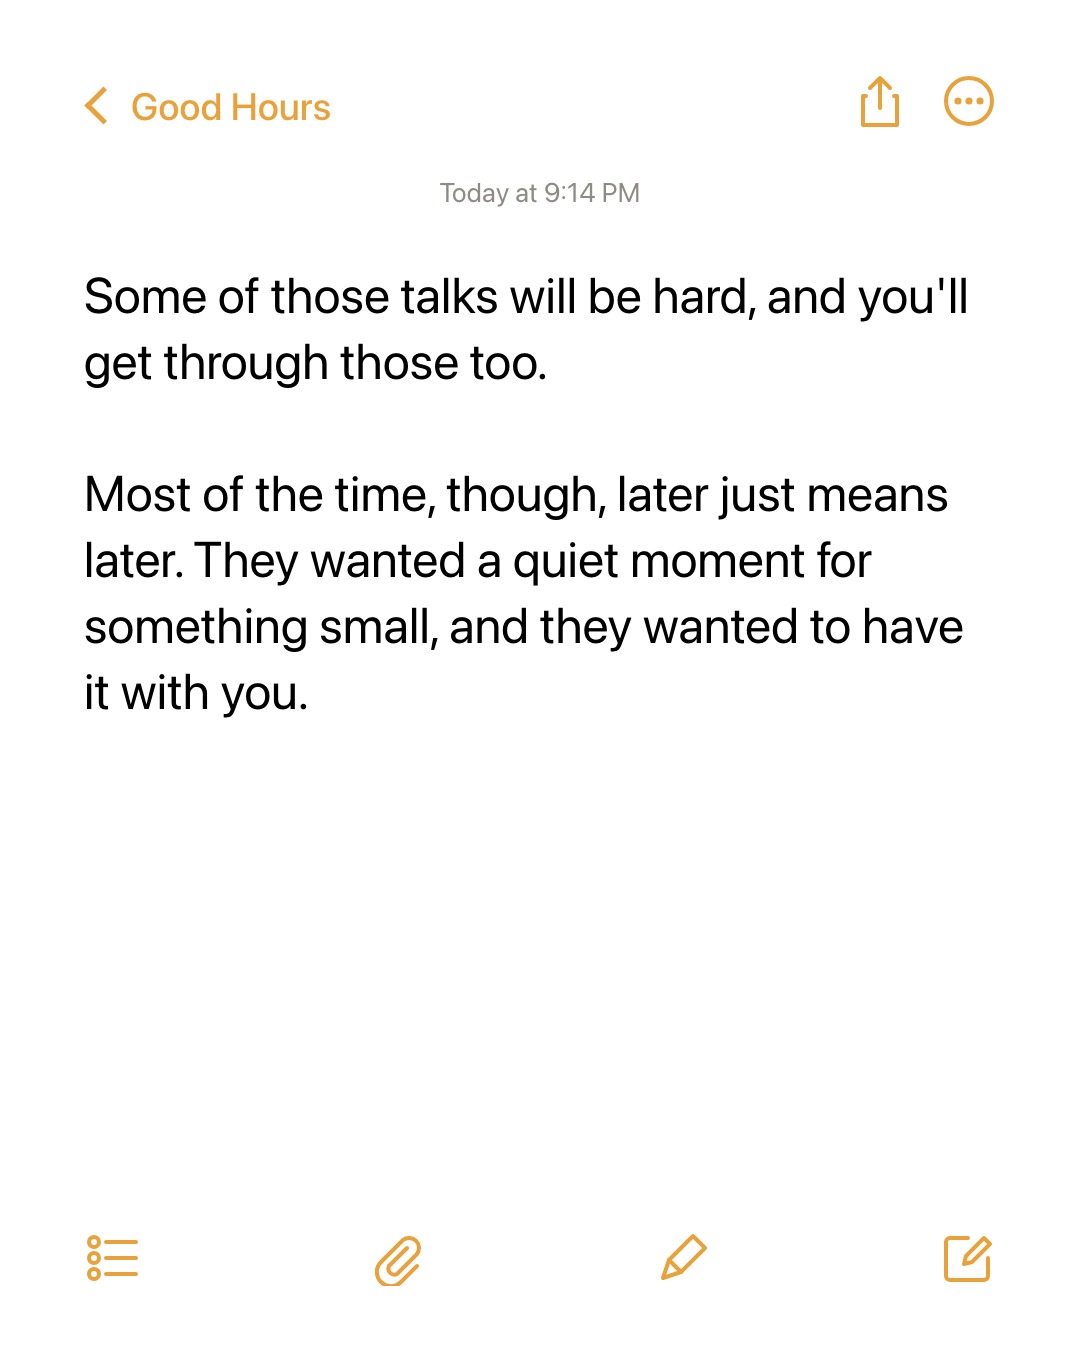 Good Hours
Today at 9:14 PM
Some of those talks will be hard, and you'll
get through those too.
Most of the time, though, later just means
later. They wanted a quiet moment for
something small, and they wanted to have
it with you.